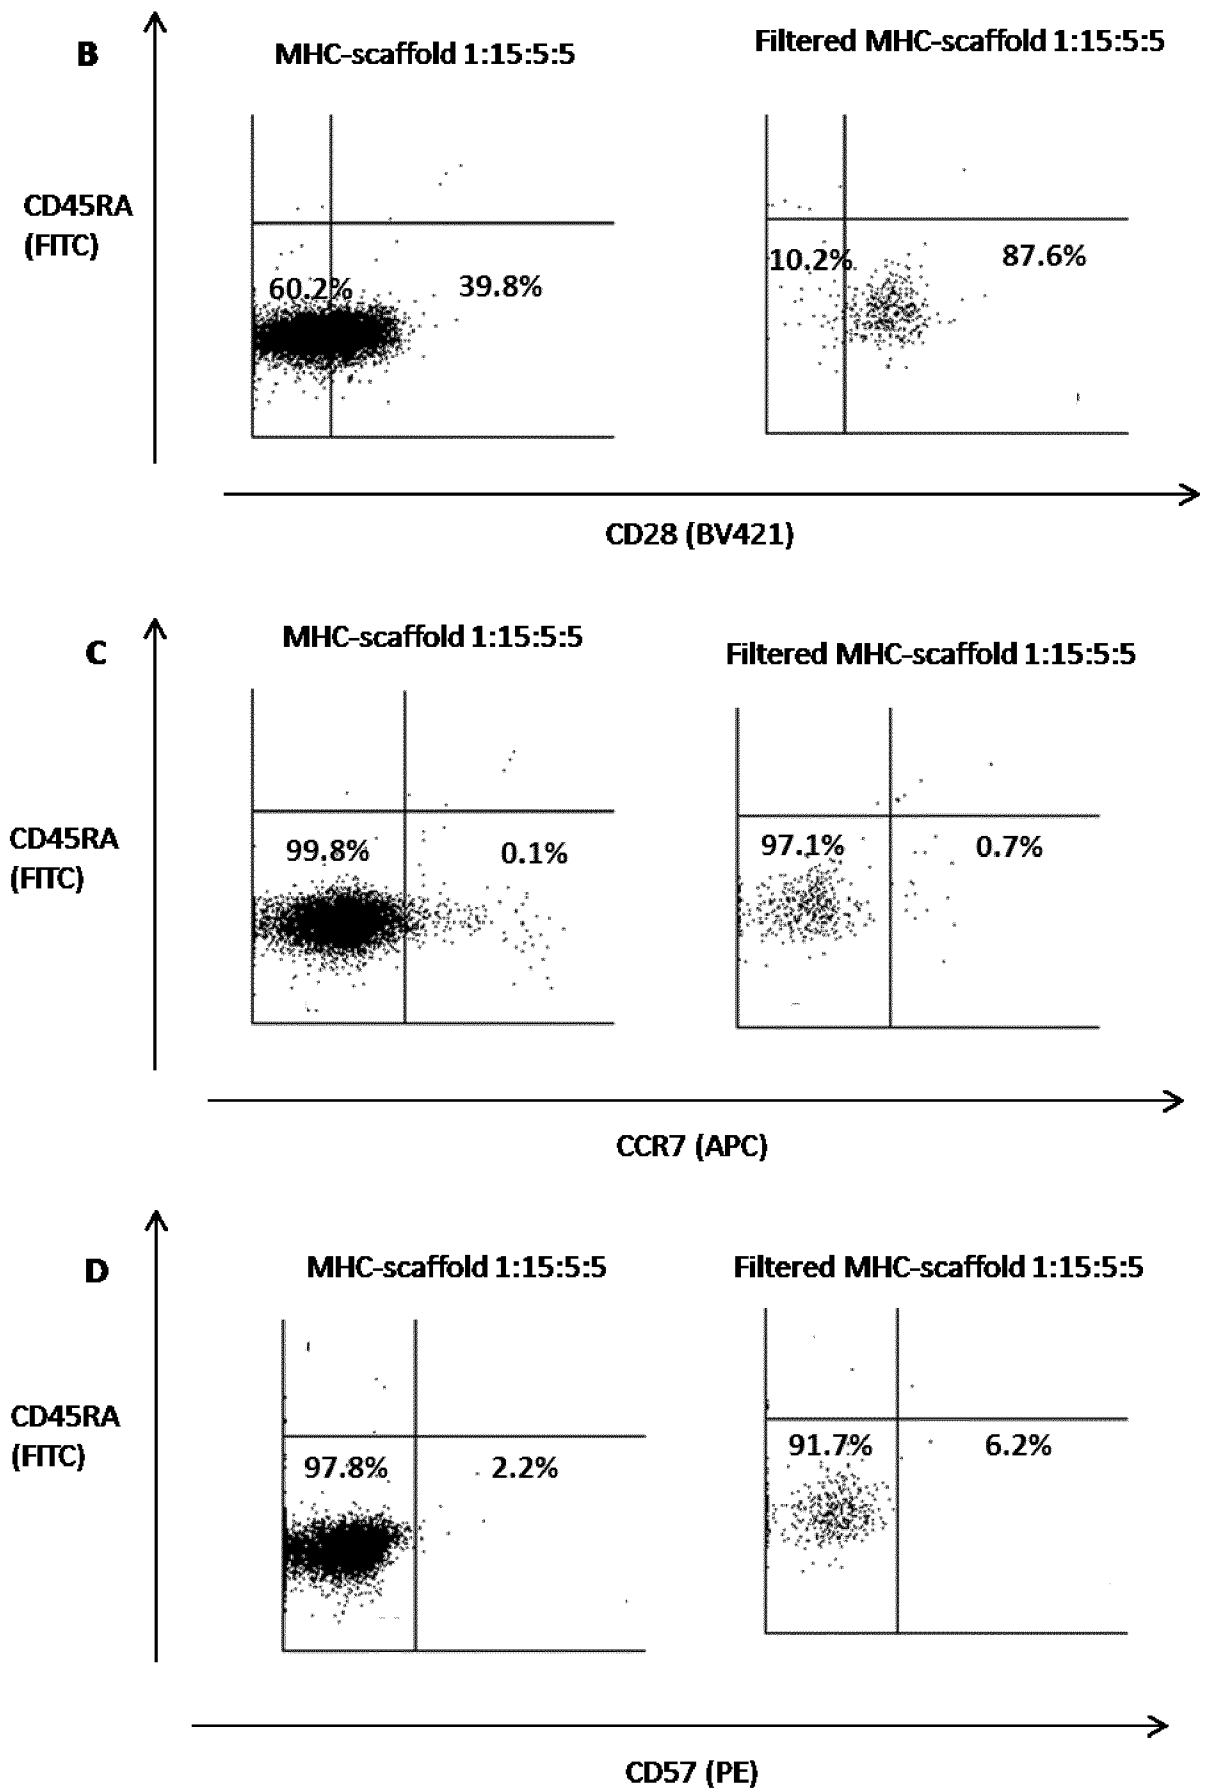 B
MHC-scaffold 1:15:5:5
Filtered MHC-scaffold 1:15:5:5
CD45RA
(FITC)
60.2%
39.8%
10.2%
87.6%
CD28 (BV421)
C
MHC-scaffold 1:15:5:5
Filtered MHC-scaffold 1:15:5:5
CD45RA
(FITC)
99.8%
0.1%
97.1%
0.7%
CCR7 (APC)
D
MHC-scaffold 1:15:5:5
Filtered MHC-scaffold 1:15:5:5
CD45RA
(FITC)
97.8%
2.2%
91.7%
6.2%
CD57 (PE)